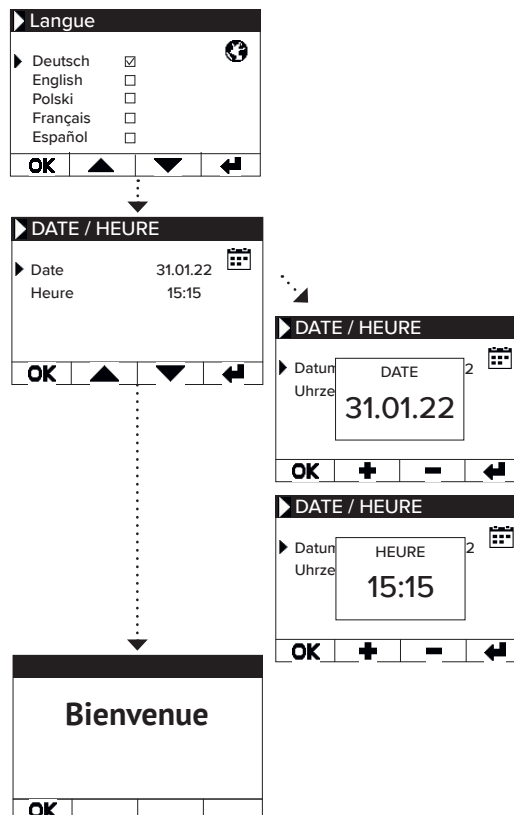 Langue
Deutsch
English
Polski
Français
Español
OK
DATE / HEURE
Date 31.01.22
Heure 15:15
OK
DATE / HEURE
Datum 2
Uhrze
DATE
31.01.22
OK + -
DATE / HEURE
Datum 2
Uhrze
HEURE
15:15
OK + -
Bienvenue
OK